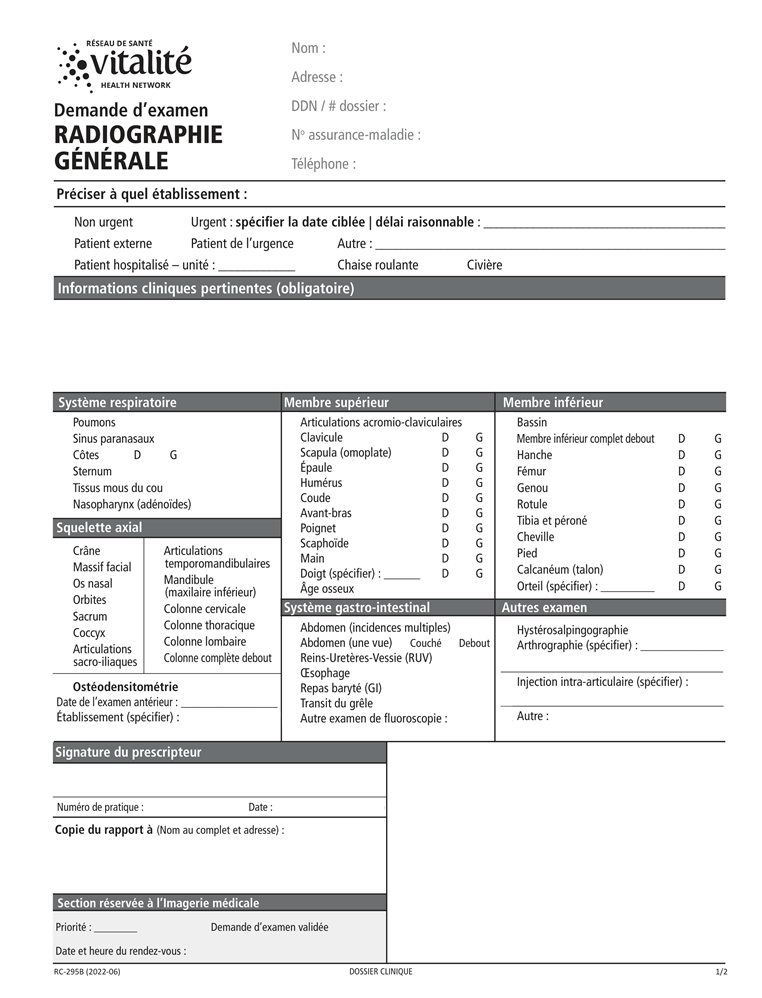 RÉSEAU DE SANTÉ
vitalité
HEALTH NETWORK
Demande d'examen
RADIOGRAPHIE
GÉNÉRALE
Nom :
Adresse :
DDN / # dossier :
Nº assurance-maladie :
Téléphone :
Préciser à quel établissement :
Non urgent Urgent : spécifier la date ciblée | délai raisonnable :
Patient externe Patient de l'urgence Autre :
Patient hospitalisé – unité : Chaise roulante Civière
Informations cliniques pertinentes (obligatoire)
Système respiratoire
Poumons
Sinus paranasaux
Côtes D G
Sternum
Tissus mous du cou
Nasopharynx (adénoïdes)
Squelette axial
Crâne
Massif facial
Os nasal
Orbites
Sacrum
Coccyx
Articulations
sacro-iliaques
Articulations
temporomandibulaires
Mandibule
(maxilaire inférieur)
Colonne cervicale
Colonne thoracique
Colonne lombaire
Colonne complète debout
Ostéodensitométrie
Date de l'examen antérieur :
Établissement (spécifier) :
Membre supérieur
Articulations acromio-claviculaires
Clavicule D G
Scapula (omoplate) D G
Épaule D G
Humérus D G
Coude D G
Avant-bras D G
Poignet D G
Scaphoïde D G
Main D G
Doigt (spécifier) : D G
Âge osseux
Système gastro-intestinal
Abdomen (incidences multiples)
Abdomen (une vue) Couché Debout
Reins-Uretères-Vessie (RUV)
Œsophage
Repas baryté (GI)
Transit du grêle
Autre examen de fluoroscopie :
Membre inférieur
Bassin
Membre inférieur complet debout D G
Hanche D G
Fémur D G
Genou D G
Rotule D G
Tibia et péroné D G
Cheville D G
Pied D G
Calcanéum (talon) D G
Orteil (spécifier) : D G
Autres examen
Hystérosalpingographie
Arthrographie (spécifier) :
Injection intra-articulaire (spécifier) :
Autre :
Signature du prescripteur
Numéro de pratique : Date :
Copie du rapport à (Nom au complet et adresse) :
Section réservée à l'Imagerie médicale
Priorité : Demande d'examen validée
Date et heure du rendez-vous :
RC-295B (2022-06) DOSSIER CLINIQUE 1/2